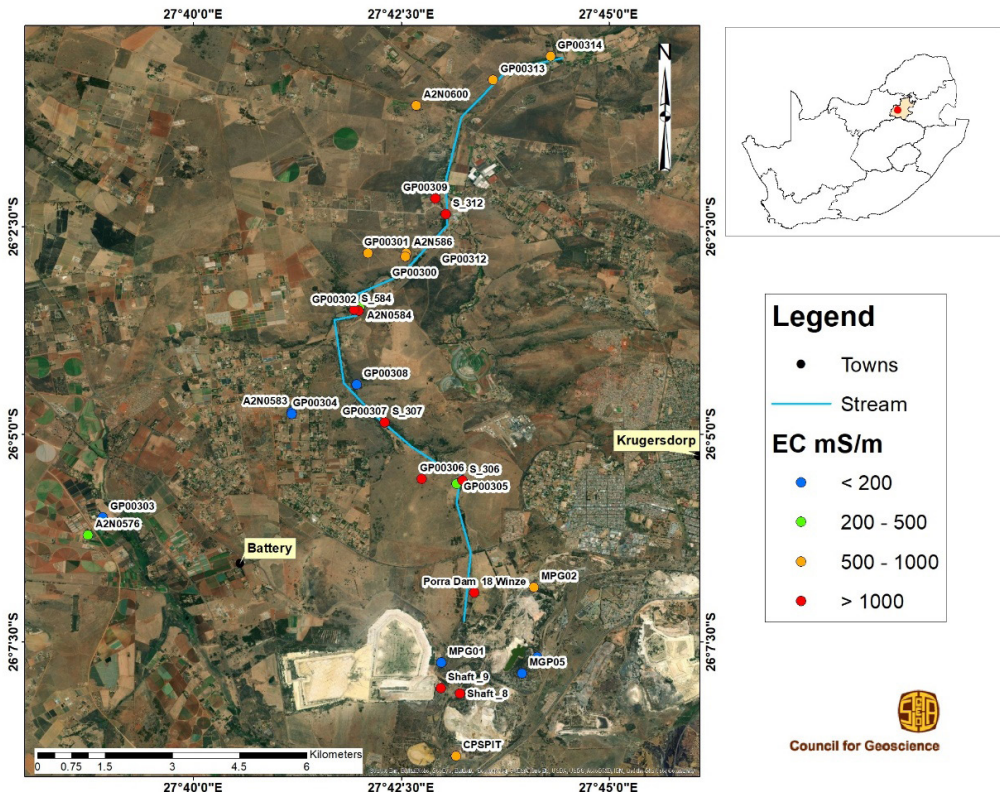 27°40'0"E
27°42'30"E
27°45'0"E
GP00314
GP00313
A2N0600
N
GP00309
S_312
26°2'30"S
26°2'30"S
GP00301
A2N586
GP00312
GP00300
GP00302
S_584
A2N0584
GP00308
A2N0583
GP00304
GP00307
S_307
26°5'0"S
26°5'0"S
Krugersdorp
GP00306
S_306
GP00305
GP00303
A2N0576
Battery
Porra Dam
18 Winze
MPG02
26°7'30"S
26°7'30"S
MPG01
MGP05
Shaft_9
Shaft_8
CPSPIT
Kilometers
0 0.75 1.5 3 4.5 6
27°40'0"E
27°42'30"E
27°45'0"E
Legend
Towns
Stream
EC mS/m
< 200
200 - 500
500 - 1000
> 1000
Council for Geoscience